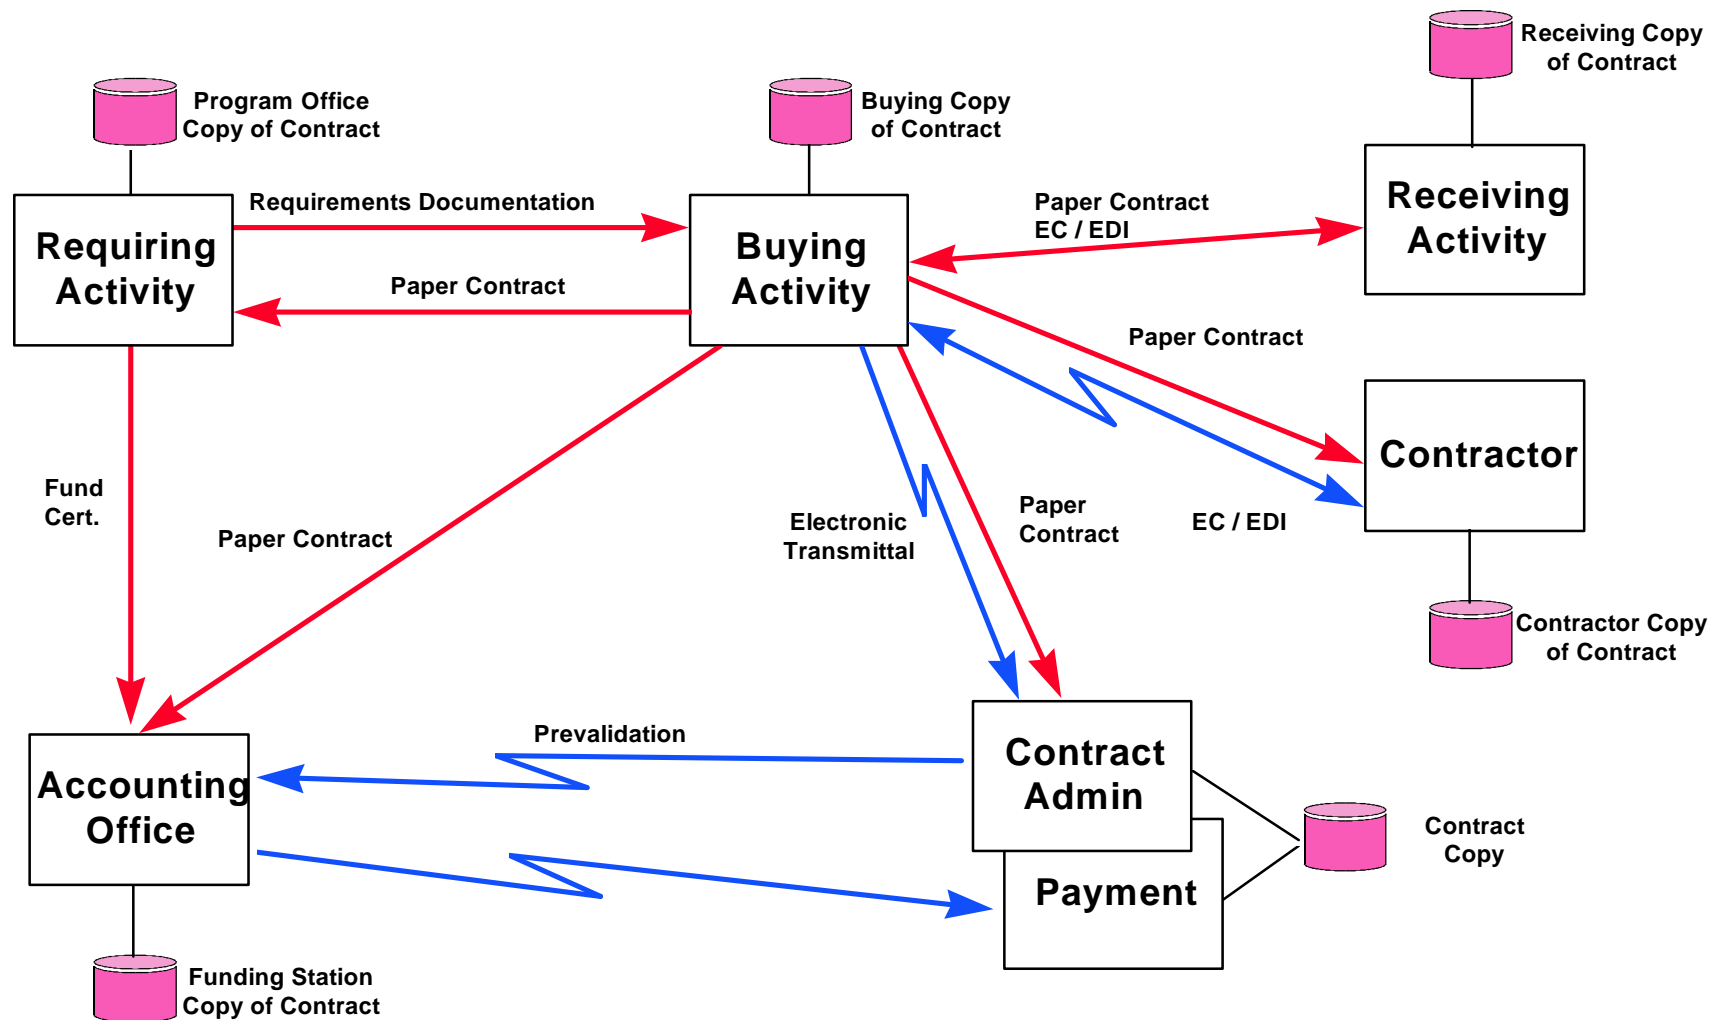 Receiving Copy
of Contract
Program Office
Copy of Contract
Buying Copy
of Contract
Requirements Documentation
Paper Contract
EC / EDI
Receiving
Activity
Requiring
Activity
Buying
Activity
Paper Contract
Paper Contract
Contractor
Fund
Cert.
Paper Contract
Electronic
Transmittal
Paper
Contract
EC / EDI
Contractor Copy
of Contract
Prevalidation
Contract
Admin
Accounting
Office
Contract
Copy
Payment
Funding Station
Copy of Contract